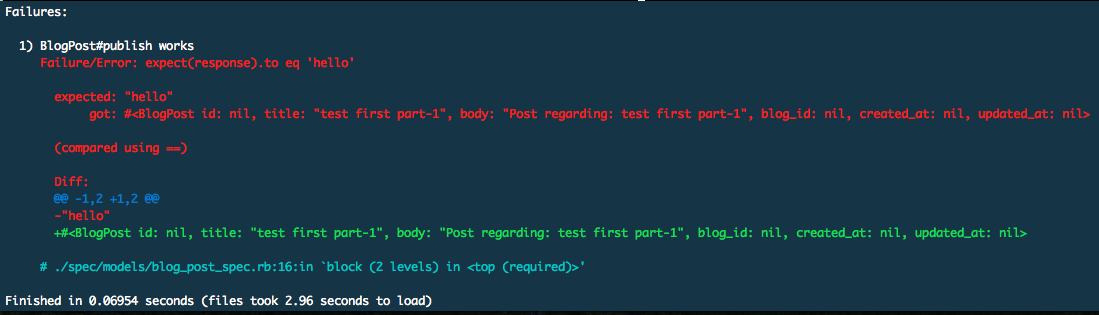 Failures:
1) BlogPost#publish works
Failure/Error: expect(response).to eq 'hello'
expected: "hello"
got: #<BlogPost id: nil, title: "test first part-1", body: "Post regarding: test first part-1", blog_id: nil, created_at: nil, updated_at: nil>
(compared using ==)
Diff:
@@ -1,2 +1,2 @@
-"hello"
+#<BlogPost id: nil, title: "test first part-1", body: "Post regarding: test first part-1", blog_id: nil, created_at: nil, updated_at: nil>
# ./spec/models/blog_post_spec.rb:16:in `block (2 levels) in <top (required)>'
Finished in 0.06954 seconds (files took 2.96 seconds to load)